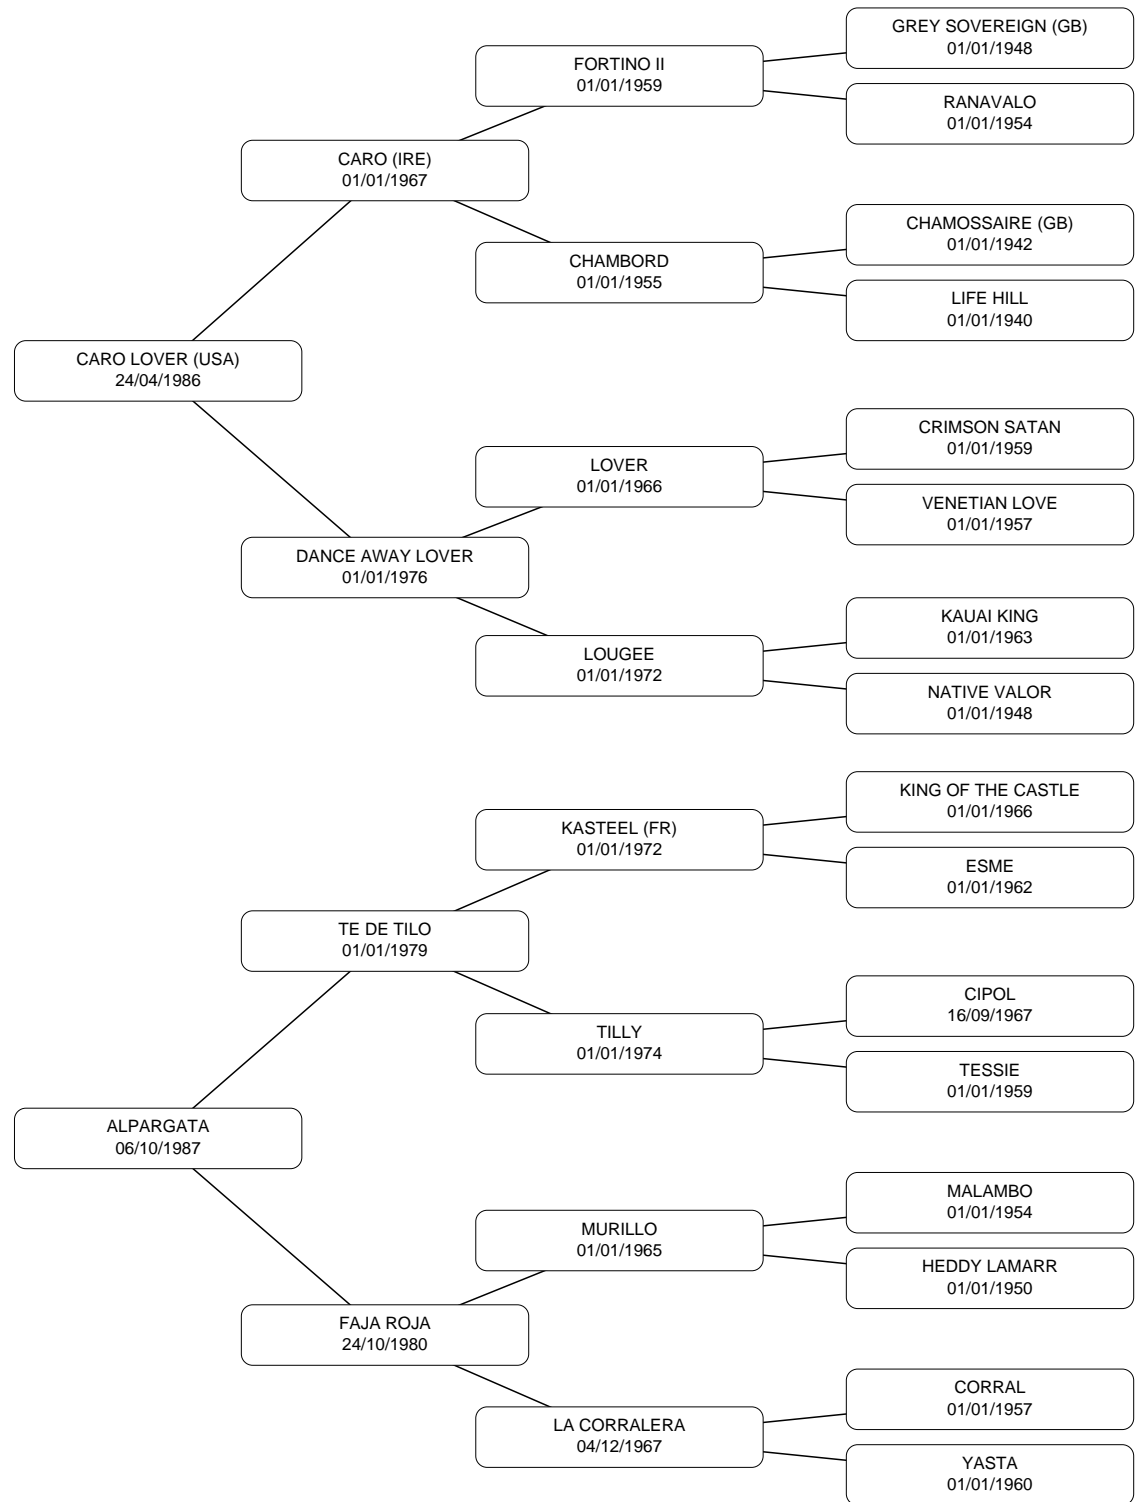 GREY SOVEREIGN (GB)
01/01/1948
FORTINO II
01/01/1959
RANAVALO
01/01/1954
CARO (IRE)
01/01/1967
CHAMOSSAIRE (GB)
01/01/1942
CHAMBORD
01/01/1955
LIFE HILL
01/01/1940
CARO LOVER (USA)
24/04/1986
CRIMSON SATAN
01/01/1959
LOVER
01/01/1966
VENETIAN LOVE
01/01/1957
DANCE AWAY LOVER
01/01/1976
KAUAI KING
01/01/1963
LOUGEE
01/01/1972
NATIVE VALOR
01/01/1948
KING OF THE CASTLE
01/01/1966
KASTEEL (FR)
01/01/1972
ESME
01/01/1962
TE DE TILO
01/01/1979
CIPOL
16/09/1967
TILLY
01/01/1974
TESSIE
01/01/1959
ALPARGATA
06/10/1987
MALAMBO
01/01/1954
MURILLO
01/01/1965
HEDDY LAMARR
01/01/1950
FAJA ROJA
24/10/1980
CORRAL
01/01/1957
LA CORRALERA
04/12/1967
YASTA
01/01/1960